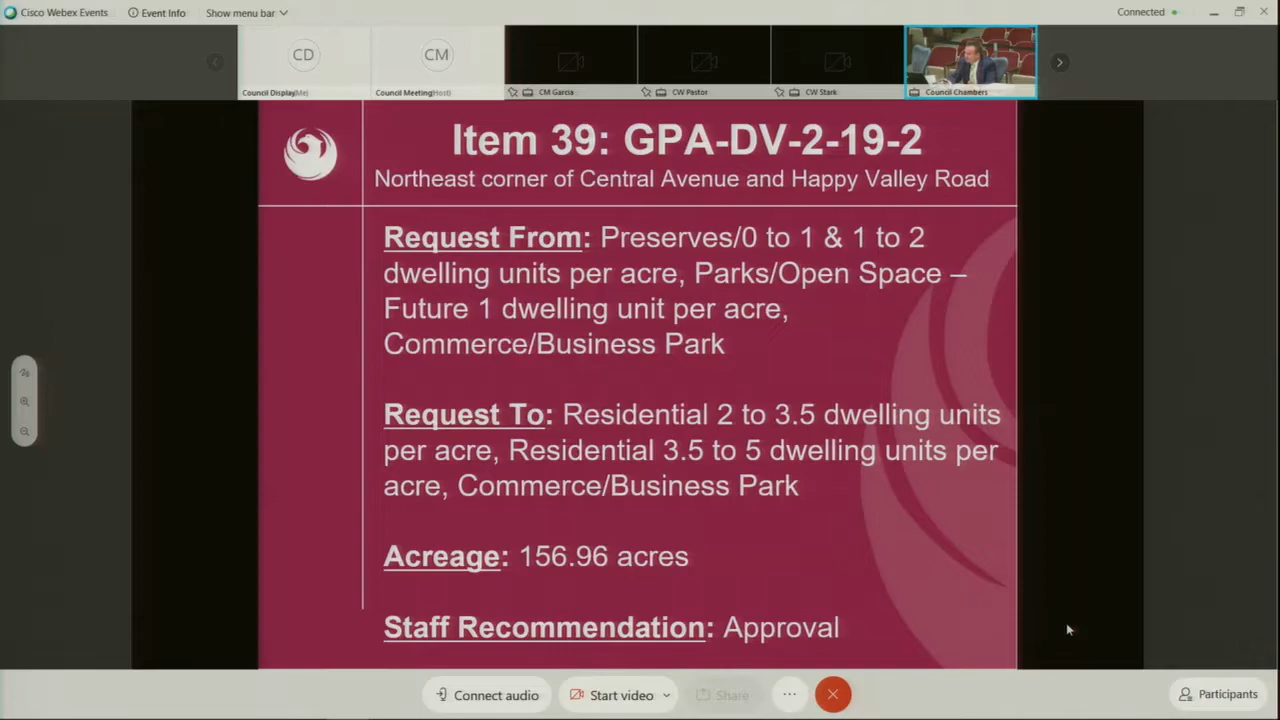 Cisco Webex Events
Event Info
Show menu bar
Connected
CD
CM
Council Display(Me)
Council Meeting(Host)
CM Garcia
CW Pastor
CW Stark
Council Chambers
Item 39: GPA-DV-2-19-2
Northeast corner of Central Avenue and Happy Valley Road
Request From: Preserves/0 to 1 & 1 to 2
dwelling units per acre, Parks/Open Space –
Future 1 dwelling unit per acre,
Commerce/Business Park
Request To: Residential 2 to 3.5 dwelling units
per acre, Residential 3.5 to 5 dwelling units per
acre, Commerce/Business Park
Acreage: 156.96 acres
Staff Recommendation: Approval
Connect audio
Start video
Share
Participants